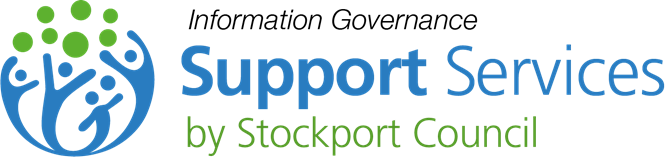 Information Governance
Support Services
by Stockport Council